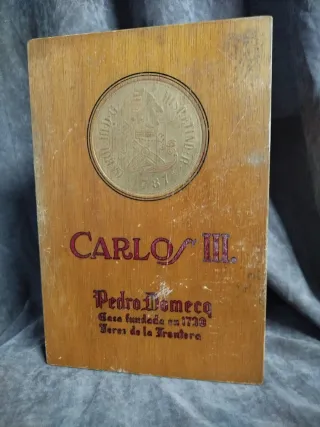 CARLOS III.
Pedro Domecq
Casa fundada en 1730
Jerez de la Frontera